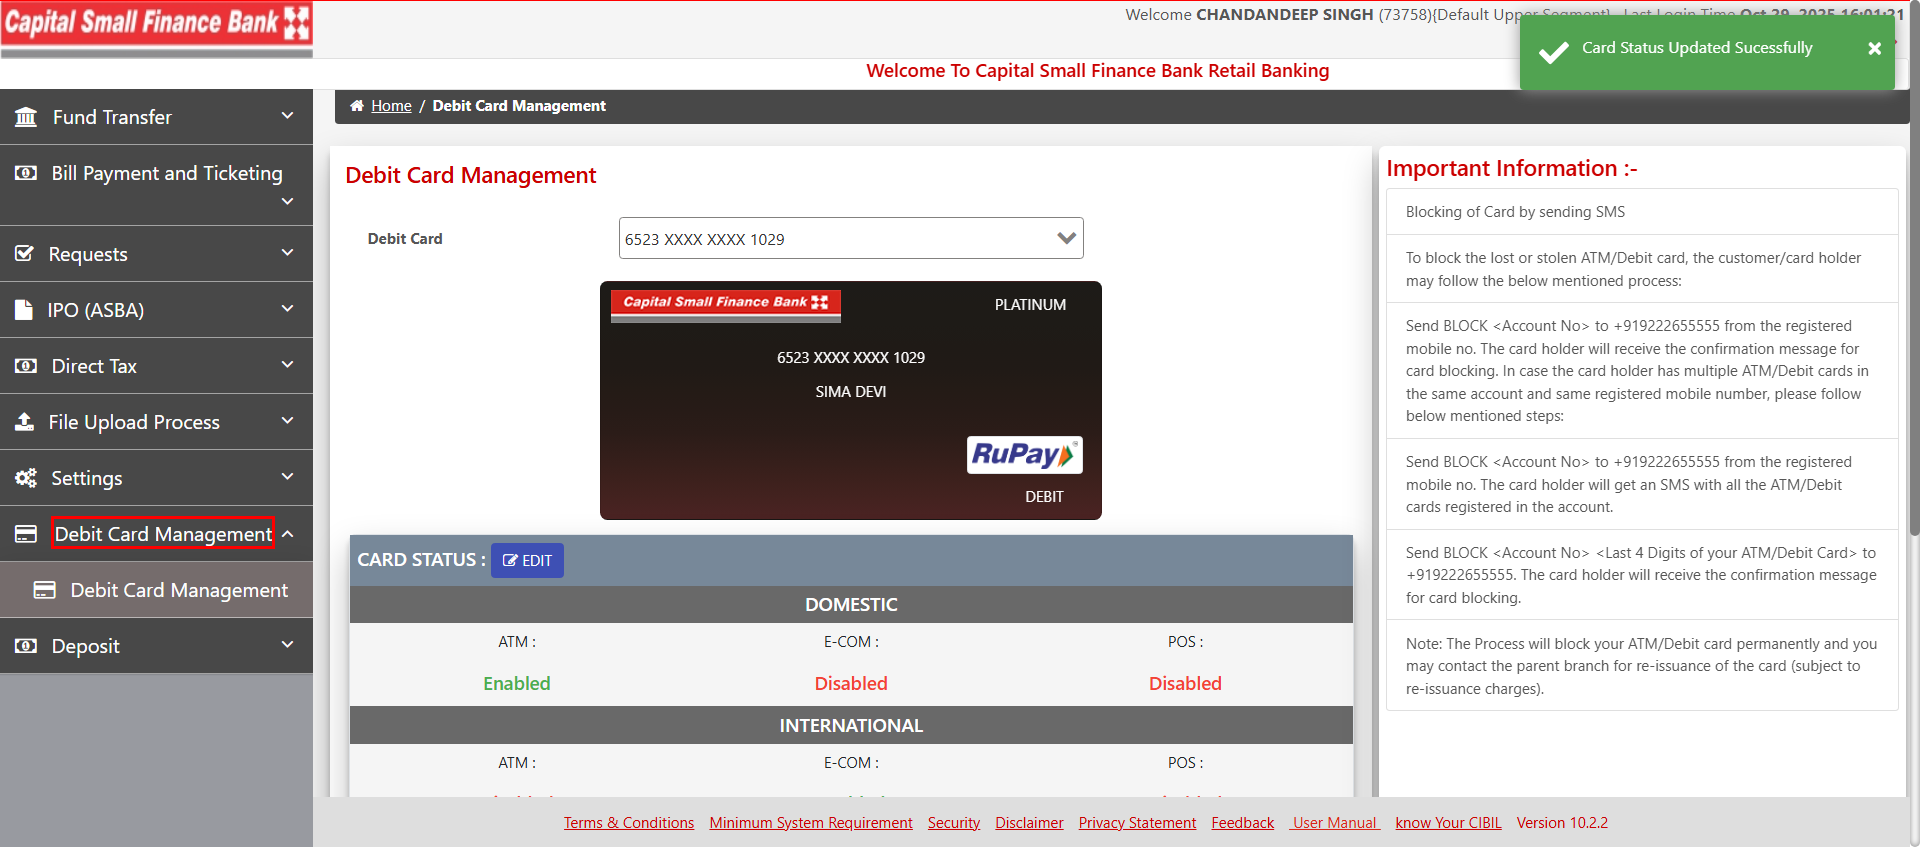 Capital Small Finance Bank
Welcome CHANDANDEEP SINGH (73758){Default Upper Segment} Last Login Time Oct 29, 2025 16:01:21
Card Status Updated Sucessfully
Welcome To Capital Small Finance Bank Retail Banking
Home / Debit Card Management
Fund Transfer
Bill Payment and Ticketing
Requests
IPO (ASBA)
Direct Tax
File Upload Process
Settings
Debit Card Management
Debit Card Management
Deposit
Debit Card Management
Debit Card
6523 XXXX XXXX 1029
Capital Small Finance Bank
PLATINUM
6523 XXXX XXXX 1029
SIMA DEVI
RuPay
DEBIT
CARD STATUS : EDIT
DOMESTIC
ATM : E-COM : POS :
Enabled Disabled Disabled
INTERNATIONAL
ATM : E-COM : POS :
Important Information :-
Blocking of Card by sending SMS
To block the lost or stolen ATM/Debit card, the customer/card holder
may follow the below mentioned process:
Send BLOCK <Account No> to +919222655555 from the registered
mobile no. The card holder will receive the confirmation message for
card blocking. In case the card holder has multiple ATM/Debit cards in
the same account and same registered mobile number, please follow
below mentioned steps:
Send BLOCK <Account No> to +919222655555 from the registered
mobile no. The card holder will get an SMS with all the ATM/Debit
cards registered in the account.
Send BLOCK <Account No> <Last 4 Digits of your ATM/Debit Card> to
+919222655555. The card holder will receive the confirmation message
for card blocking.
Note: The Process will block your ATM/Debit card permanently and you
may contact the parent branch for re-issuance of the card (subject to
re-issuance charges).
Terms & Conditions Minimum System Requirement Security Disclaimer Privacy Statement Feedback User Manual know Your CIBIL Version 10.2.2